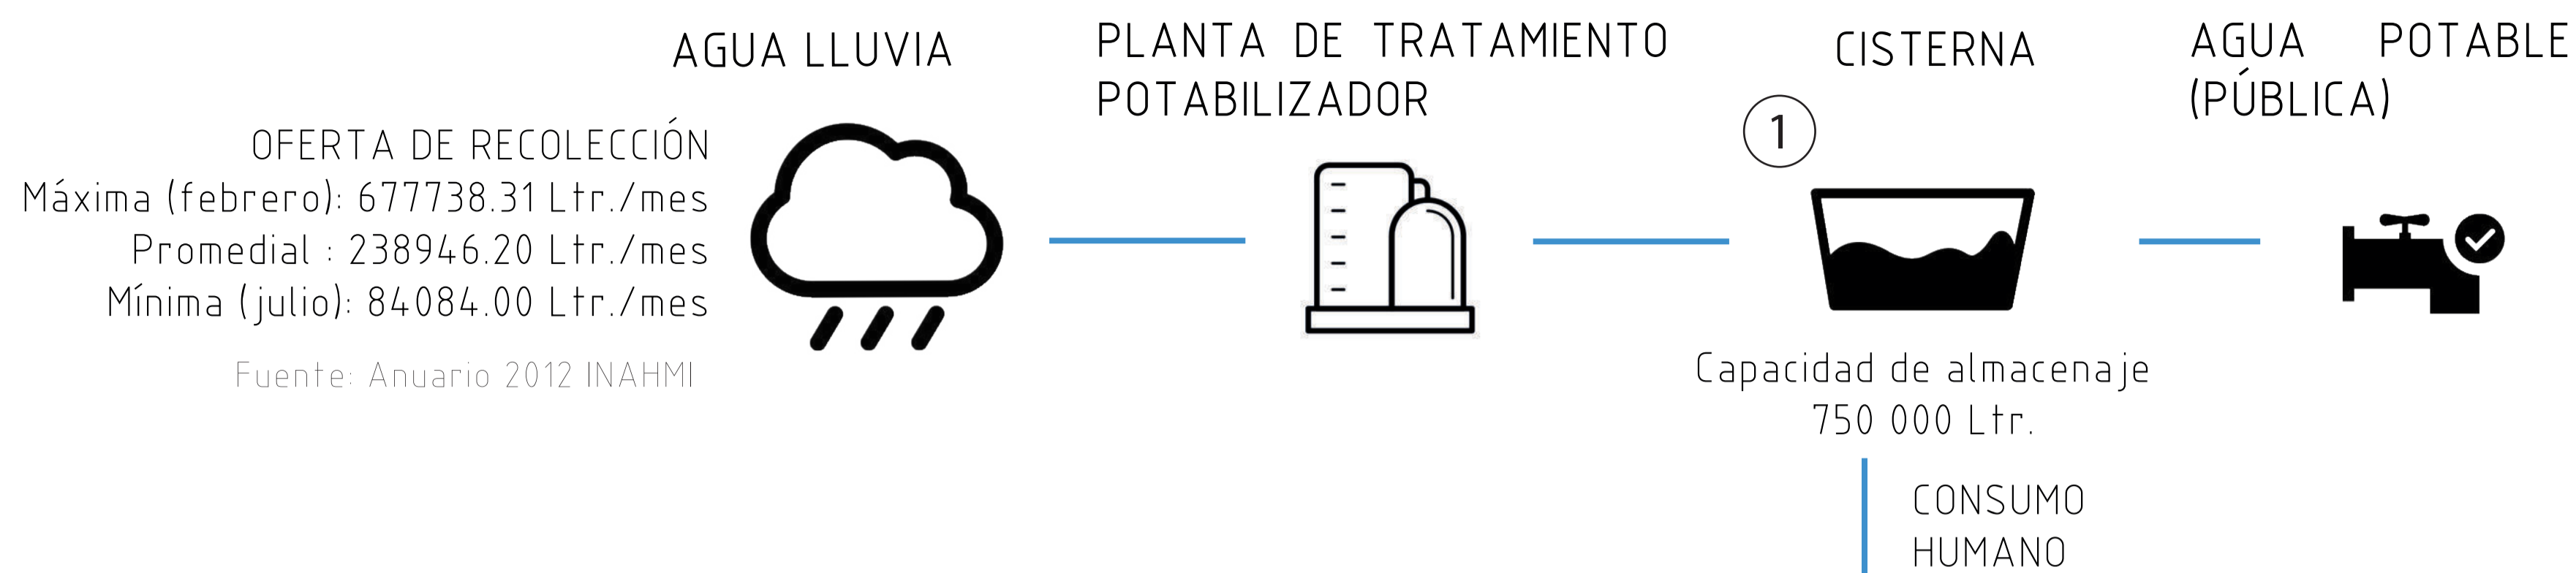 AGUA LLUVIA
OFERTA DE RECOLECCIÓN
Máxima (febrero): 677738.31 Ltr./mes
Promedial : 238946.20 Ltr./mes
Mínima (julio): 84084.00 Ltr./mes
Fuente: Anuario 2012 INAHMI
PLANTA DE TRATAMIENTO
POTABILIZADOR
CISTERNA
1
Capacidad de almacenaje
750 000 Ltr.
CONSUMO
HUMANO
AGUA POTABLE
(PÚBLICA)